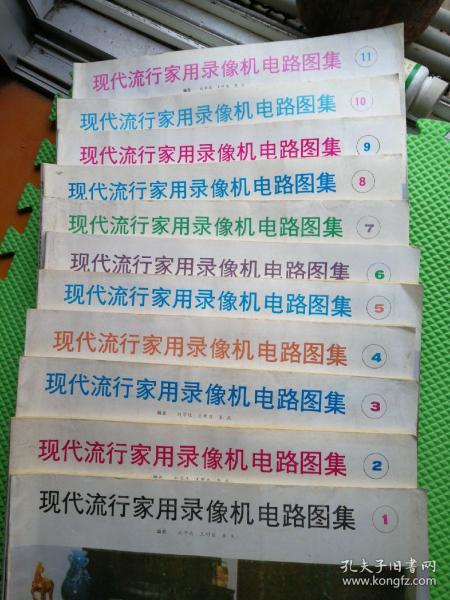 现代流行家用录像机电路图集 11
编著
现代流行家用录像机电路图集 10
现代流行家用录像机电路图集 9
现代流行家用录像机电路图集 8
现代流行家用录像机电路图集 7
现代流行家用录像机电路图集 6
现代流行家用录像机电路图集 5
现代流行家用录像机电路图集 4
现代流行家用录像机电路图集 3
编著
现代流行家用录像机电路图集 2
编著
现代流行家用录像机电路图集 1
编著
孔夫子旧书网
www.kongfz.com